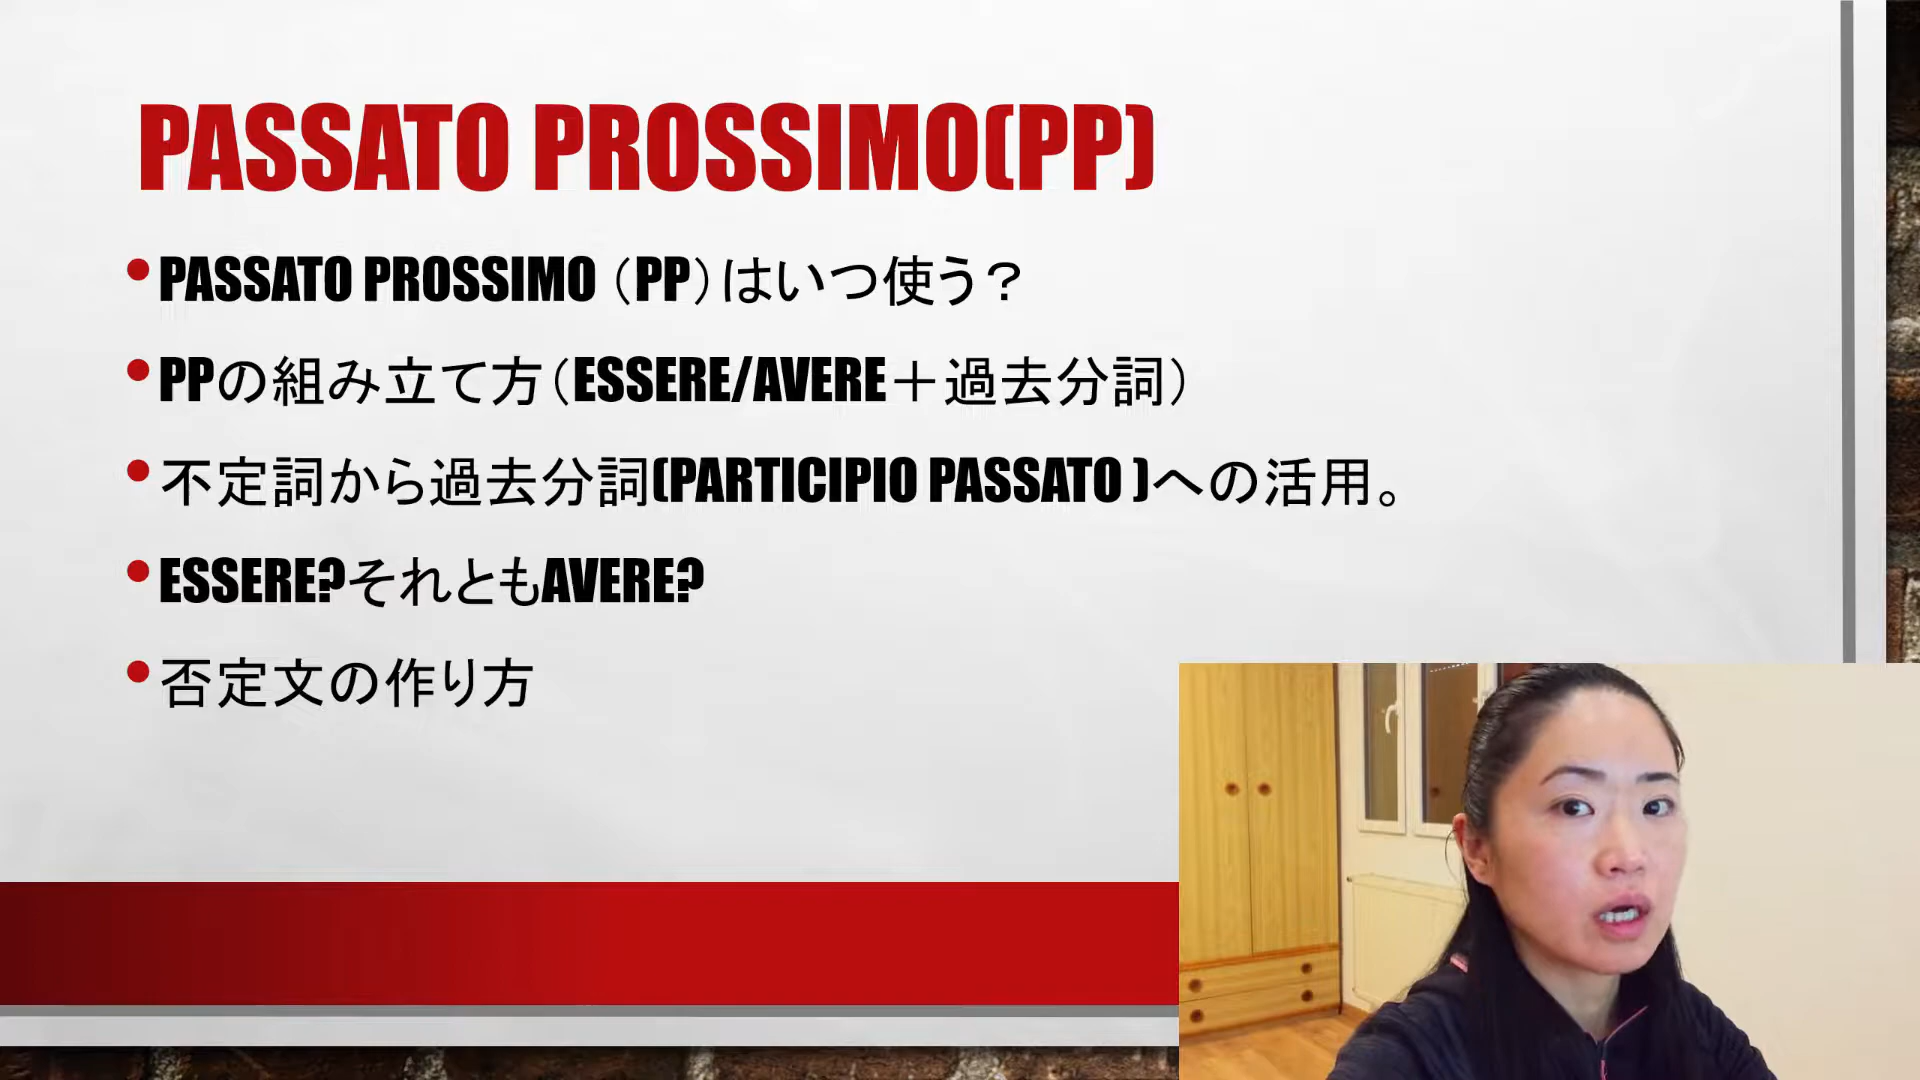 PASSATO PROSSIMO(PP)
•PASSATO PROSSIMO（PP）はいつ使う？
•PPの組み立て方（ESSERE/AVERE＋過去分詞）
•不定詞から過去分詞(PARTICIPIO PASSATO )への活用。
•ESSERE?それともAVERE?
•否定文の作り方